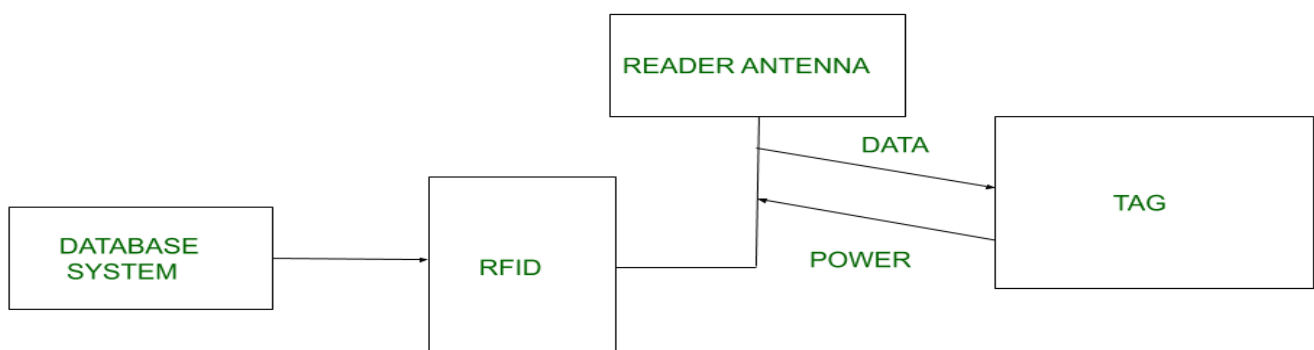 READER ANTENNA
DATA
TAG
DATABASE
SYSTEM
RFID
POWER